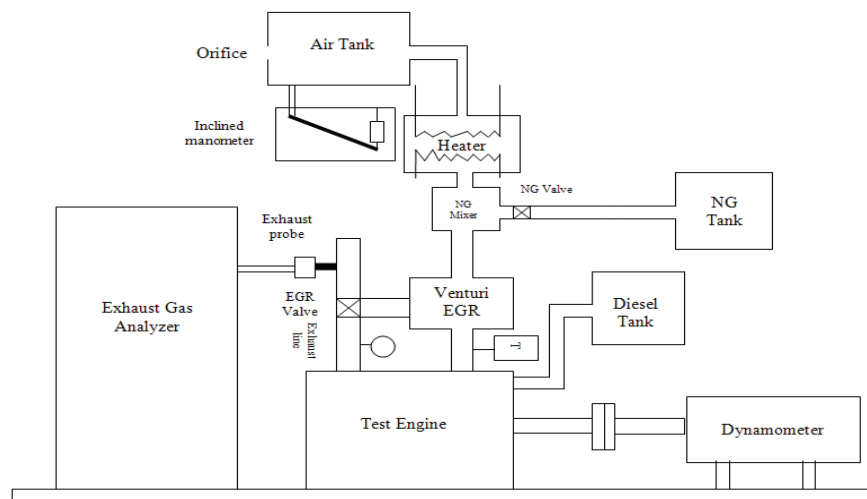 Air Tank
Orifice
Inclined
manometer
Heater
NG Valve
NG
Mixer
NG
Tank
Exhaust
probe
Venturi
EGR
Diesel
Tank
EGR
Valve
Exhaust
line
Exhaust Gas
Analyzer
T
Test Engine
Dynamometer